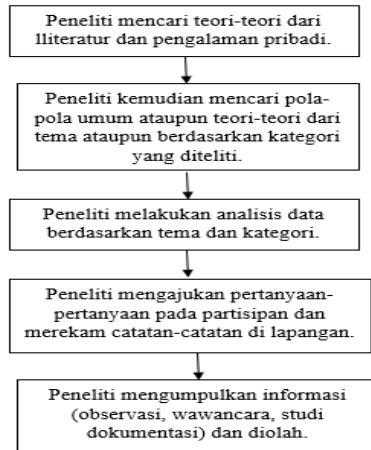 Peneliti mencari teori-teori dari
lliteratur dan pengalaman pribadi.
Peneliti kemudian mencari pola-
pola umum ataupun teori-teori dari
tema ataupun berdasarkan kategori
yang diteliti.
Peneliti melakukan analisis data
berdasarkan tema dan kategori.
Peneliti mengajukan pertanyaan-
pertanyaan pada partisipan dan
merekam catatan-catatan di lapangan.
Peneliti mengumpulkan informasi
(observasi, wawancara, studi
dokumentasi) dan diolah.